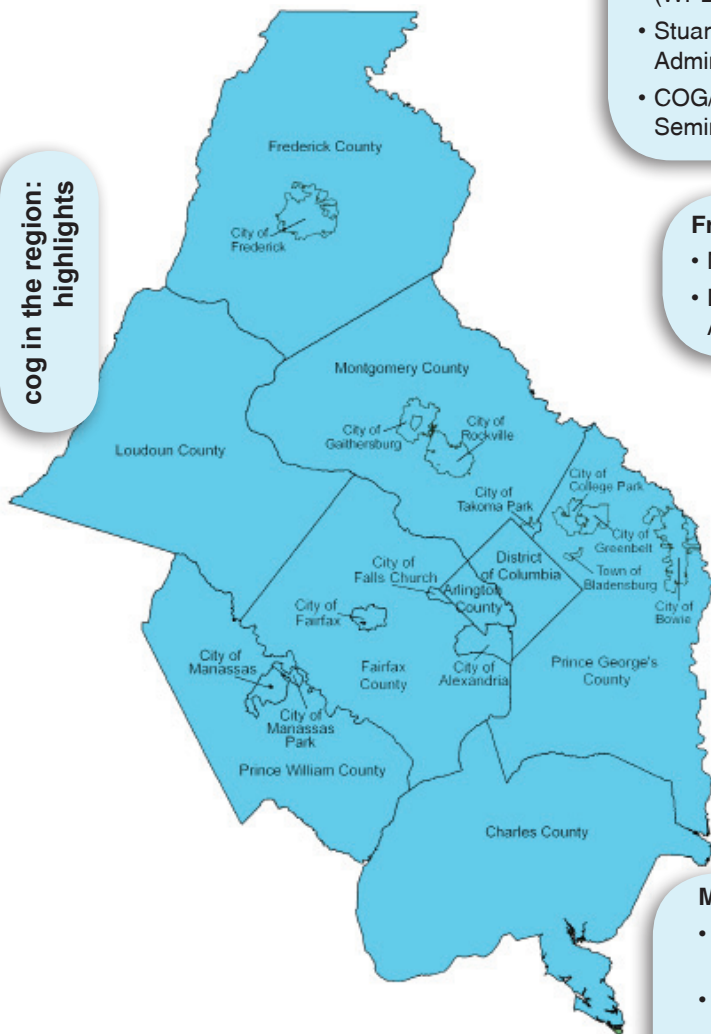 cog in the region:
highlights
• Stuar
Admi
• COG/
Semi
Fr
•
•
M
•
•
Frederick County
City of
Frederick
Montgomery County
City of
Gaithersburg
City of
Rockville
Loudoun County
City of
Takoma Park
City of
College Park
City of
Greenbelt
Town of
Bladensburg
City of
Bowie
District
of Columbia
City of
Falls Church
Arlington
County
City of
Fairfax
Fairfax
County
City of
Alexandria
Prince George's
County
City of
Manassas
City of
Manassas
Park
Prince William County
Charles County